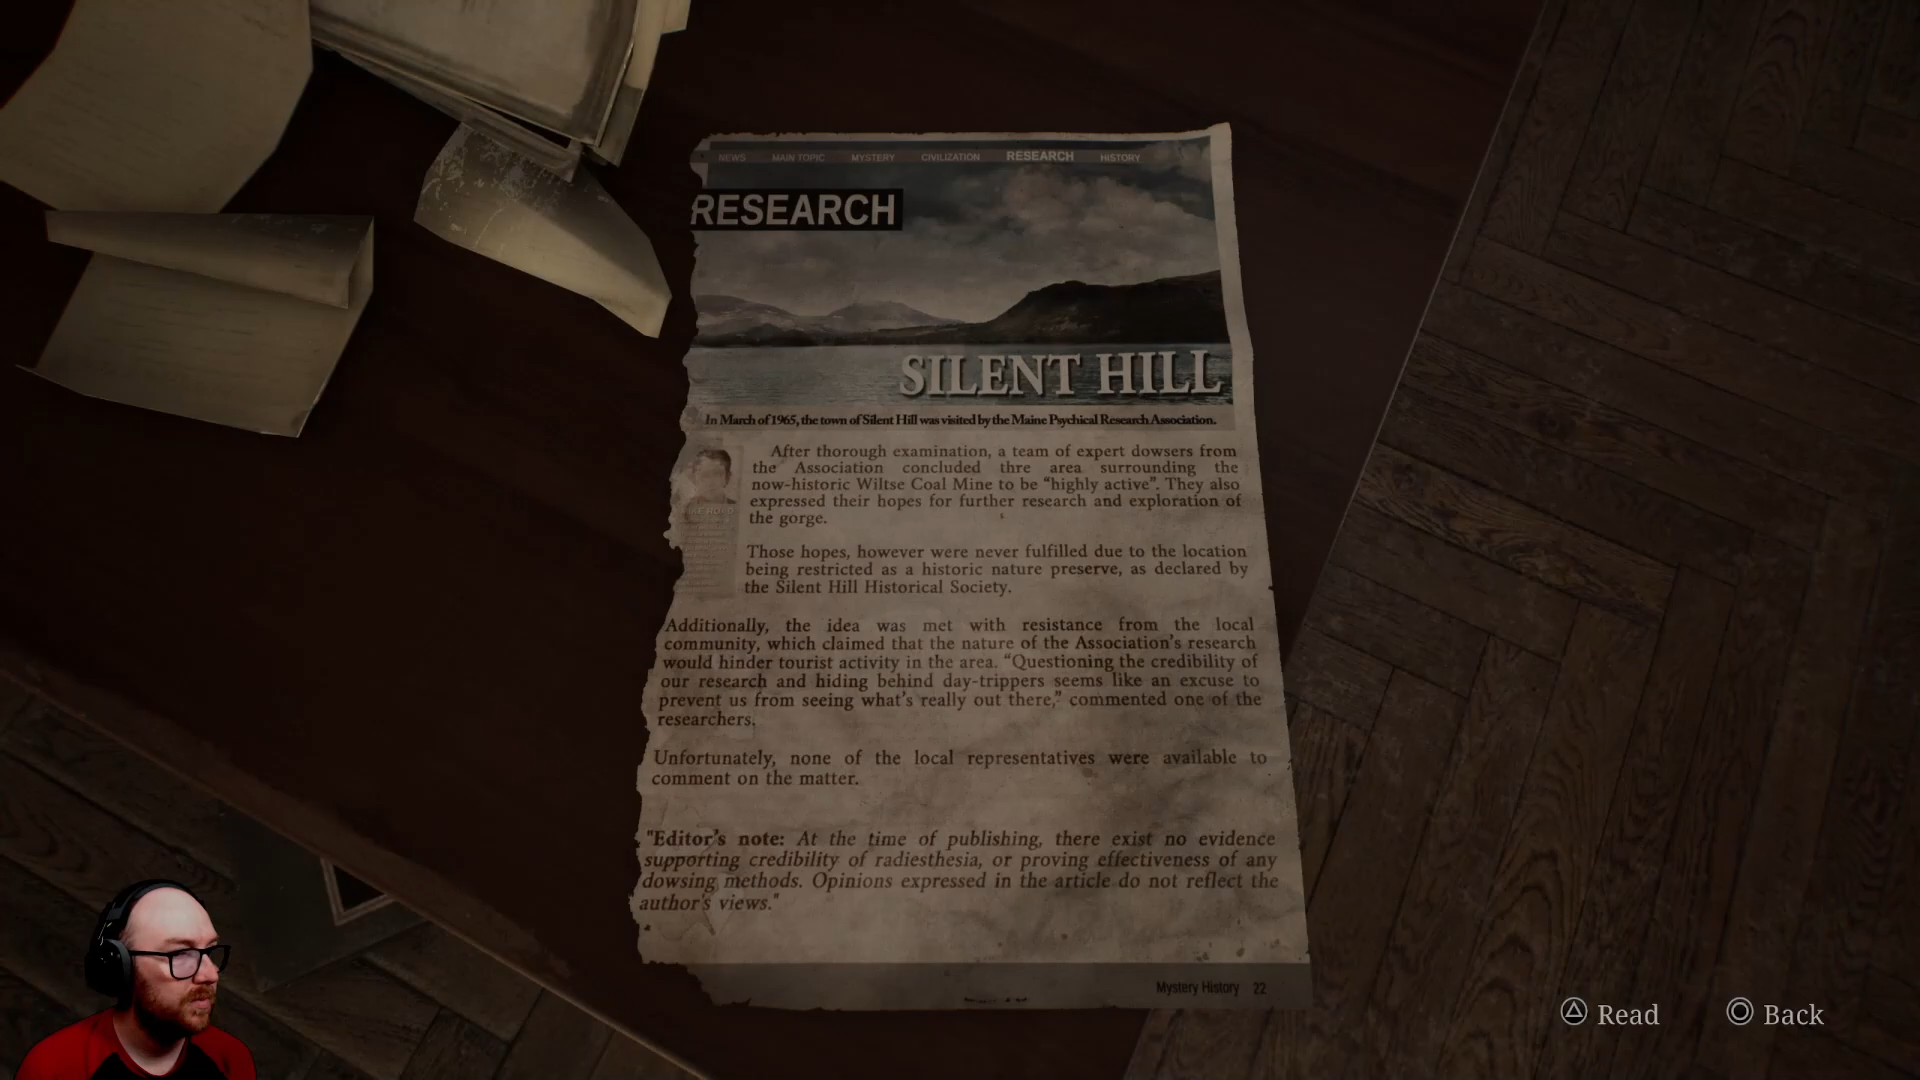 NEWS MAIN TOPIC MYSTERY CIVILIZATION RESEARCH HISTORY
RESEARCH
SILENT HILL
In March of 1965, the town of Silent Hill was visited by the Maine Psychical Research Association.
After thorough examination, a team of expert dowsers from
the Association concluded thre area surrounding the
now-historic Wiltse Coal Mine to be “highly active”. They also
expressed their hopes for further research and exploration of
the gorge.
Those hopes, however were never fulfilled due to the location
being restricted as a historic nature preserve, as declared by
the Silent Hill Historical Society.
Additionally, the idea was met with resistance from the local
community, which claimed that the nature of the Association's research
would hinder tourist activity in the area. “Questioning the credibility of
our research and hiding behind day-trippers seems like an excuse to
prevent us from seeing what's really out there,” commented one of the
researchers.
Unfortunately, none of the local representatives were available to
comment on the matter.
"Editor's note: At the time of publishing, there exist no evidence
supporting credibility of radiesthesia, or proving effectiveness of any
dowsing methods. Opinions expressed in the article do not reflect the
author's views."
Mystery History 22
Read Back